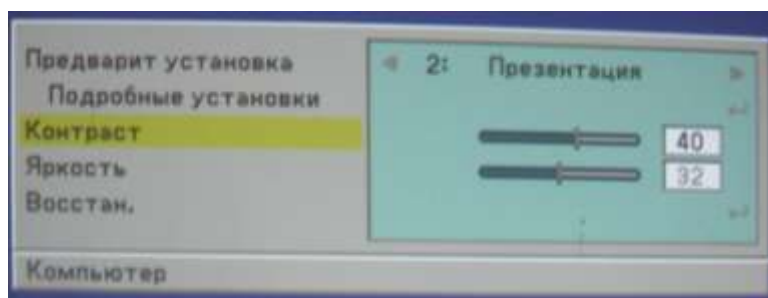 Предварит установка 2: Презентация
Подробные установки
Контраст 40
Яркость 32
Восстан.
Компьютер